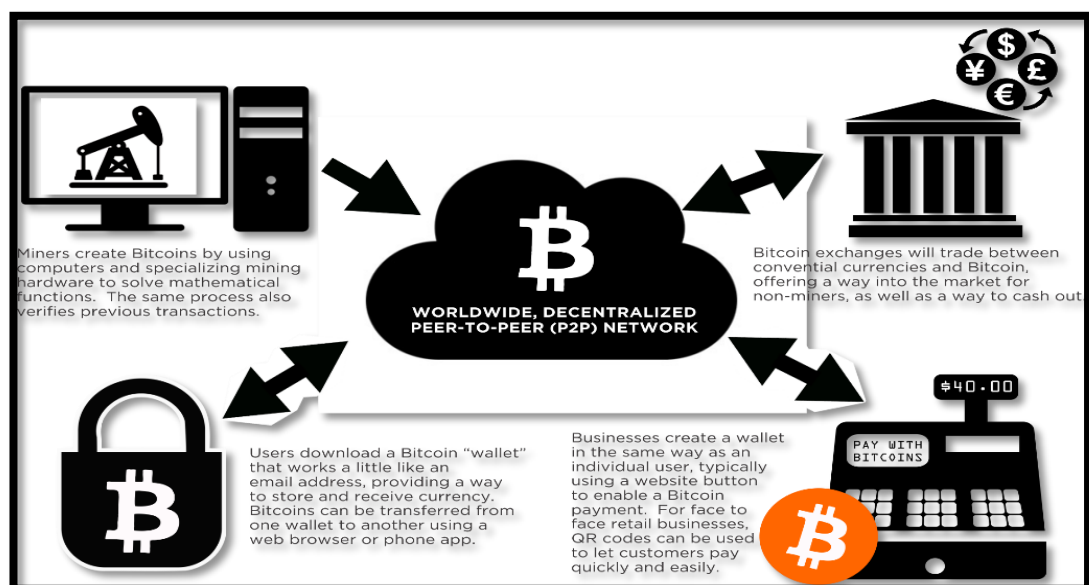 $
¥ £
€
Miners create Bitcoins by using
computers and specializing mining
hardware to solve mathematical
functions. The same process also
verifies previous transactions.
WORLDWIDE, DECENTRALIZED
PEER-TO-PEER (P2P) NETWORK
Bitcoin exchanges will trade between
convential currencies and Bitcoin,
offering a way into the market for
non-miners, as well as a way to cash out
Users download a Bitcoin “wallet”
that works a little like an
email address, providing a way
to store and receive currency.
Bitcoins can be transferred from
one wallet to another using a
web browser or phone app.
Businesses create a wallet
in the same way as an
individual user, typically
using a website button
to enable a Bitcoin
payment. For face to
face retail businesses,
QR codes can be used
to let customers pay
quickly and easily.
$40.00
PAY WITH
BITCOINS